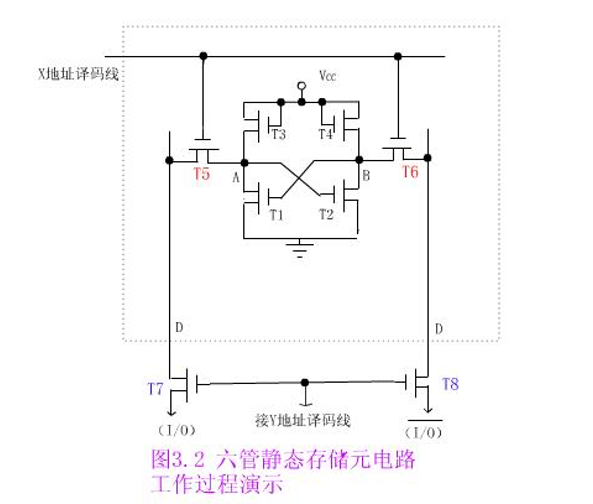 Vcc
X地址译码线
T3
T4
T5
A
B
T6
T1
T2
D
D
T7
T8
(I/O)
接Y地址译码线
(I/O)
图3.2 六管静态存储元电路
工作过程演示